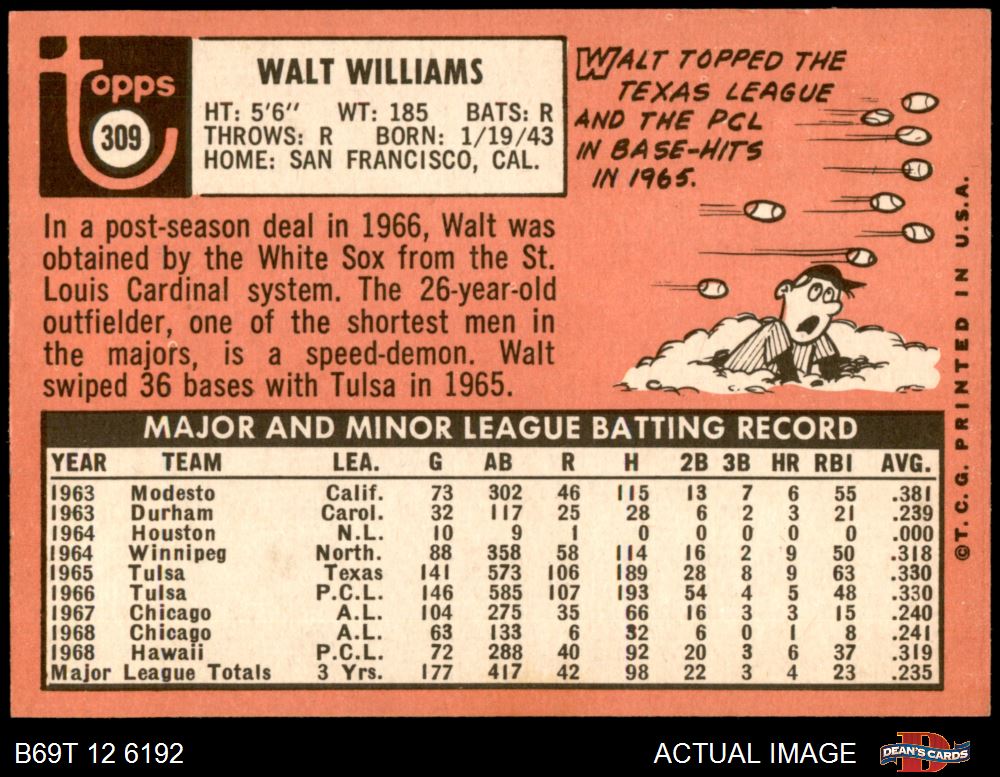 Topps
309
WALT WILLIAMS
HT: 5'6" WT: 185 BATS: R
THROWS: R BORN: 1/19/43
HOME: SAN FRANCISCO, CAL.
WALT TOPPED THE
TEXAS LEAGUE
AND THE PCL
IN BASE-HITS
IN 1965.
In a post-season deal in 1966, Walt was
obtained by the White Sox from the St.
Louis Cardinal system. The 26-year-old
outfielder, one of the shortest men in
the majors, is a speed-demon. Walt
swiped 36 bases with Tulsa in 1965.
MAJOR AND MINOR LEAGUE BATTING RECORD
YEAR TEAM LEA. G AB R H 2B 3B HR RBI AVG.
1963 Modesto Calif. 73 302 46 115 13 7 6 55 .381
1963 Durham Carol. 32 117 25 28 6 2 3 21 .239
1964 Houston N.L. 10 9 1 0 0 0 0 0 .000
1964 Winnipeg North. 88 358 58 114 16 2 9 50 .318
1965 Tulsa Texas 141 573 106 189 28 8 9 63 .330
1966 Tulsa P.C.L. 146 585 107 193 54 4 5 48 .330
1967 Chicago A.L. 104 275 35 66 16 3 3 15 .240
1968 Chicago A.L. 63 133 6 32 6 0 1 8 .241
1968 Hawaii P.C.L. 72 288 40 92 20 3 6 37 .319
Major League Totals 3 Yrs. 177 417 42 98 22 3 4 23 .235
©T.C.G. PRINTED IN U.S.A.
B69T 12 6192
ACTUAL IMAGE
DEAN'S CARDS